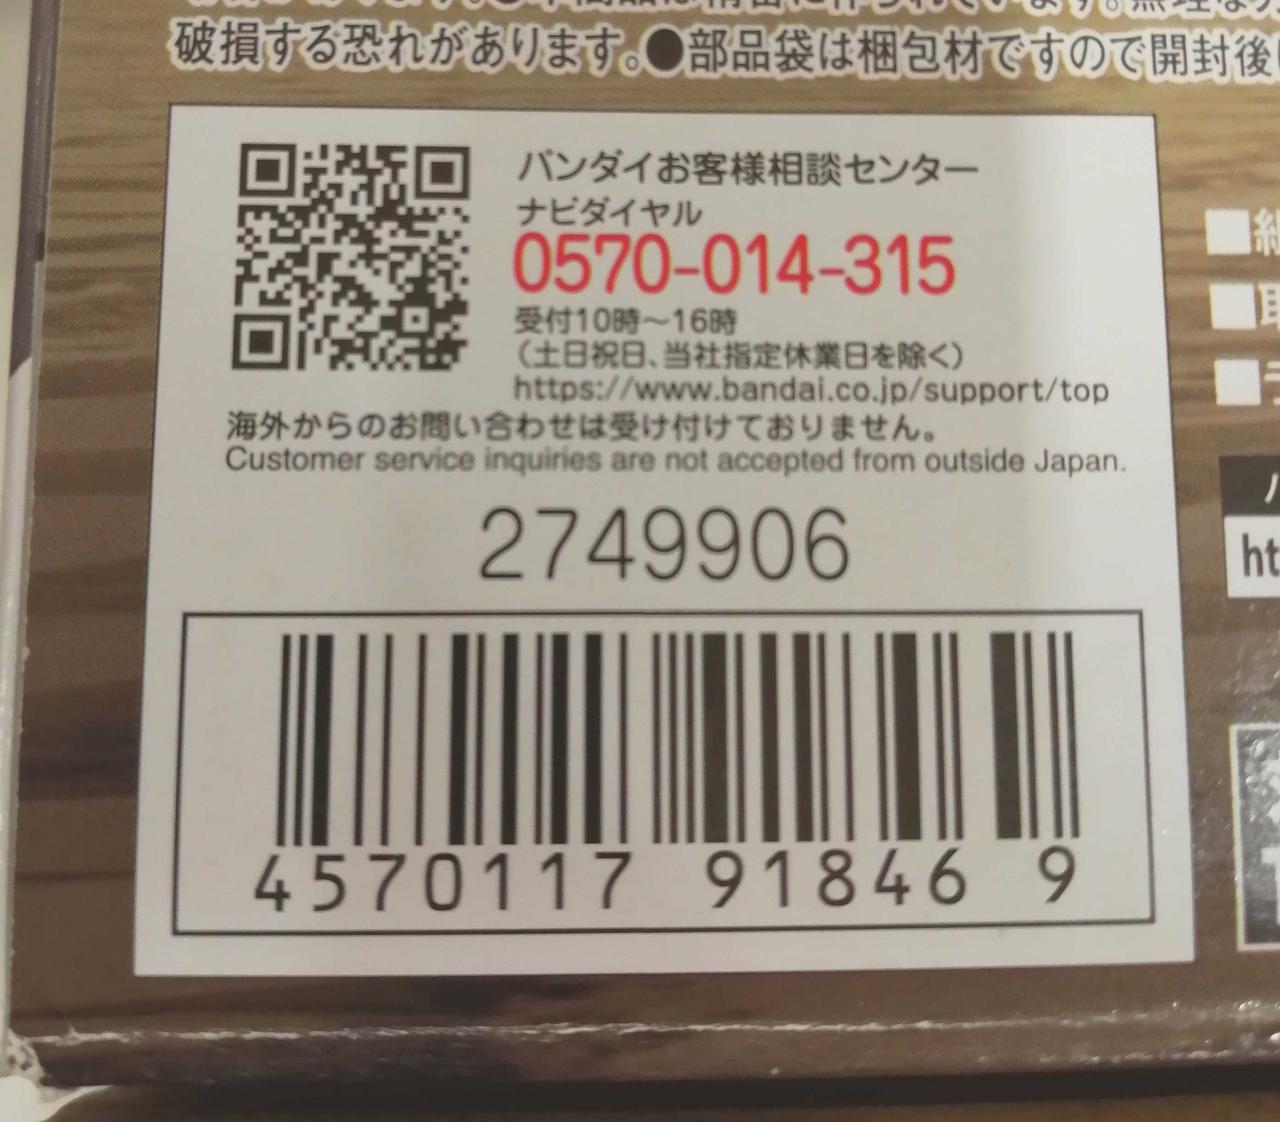 破損する恐れがあります。●部品袋は梱包材ですので開封後
バンダイお客様相談センター
ナビダイヤル
0570-014-315
受付10時～16時
(土日祝日、当社指定休業日を除く)
https://www.bandai.co.jp/support/top
海外からのお問い合わせは受け付けておりません。
Customer service inquiries are not accepted from outside Japan.
2749906
4570117 91846 9
ht